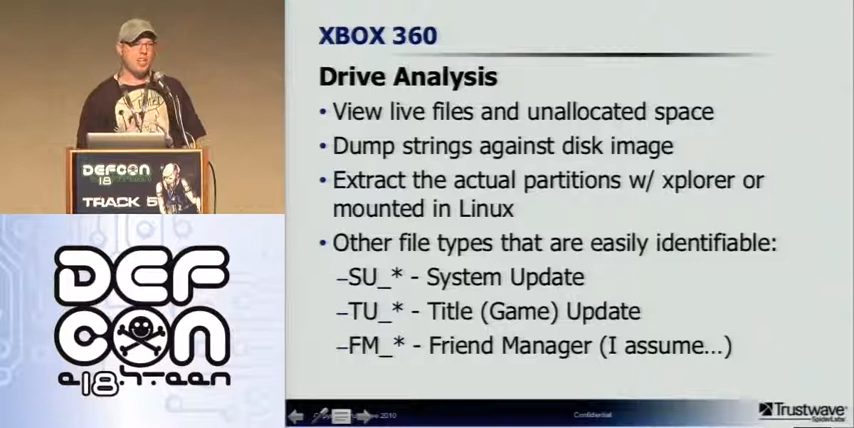 XBOX 360
Drive Analysis
• View live files and unallocated space
• Dump strings against disk image
• Extract the actual partitions w/ xplorer or
mounted in Linux
• Other file types that are easily identifiable:
–SU_* - System Update
–TU_* - Title (Game) Update
–FM_* - Friend Manager (I assume...)
2010
Confidential
Trustwave®
SpiderLabs
DEFCON
18
TRACK 5
DEF
CON